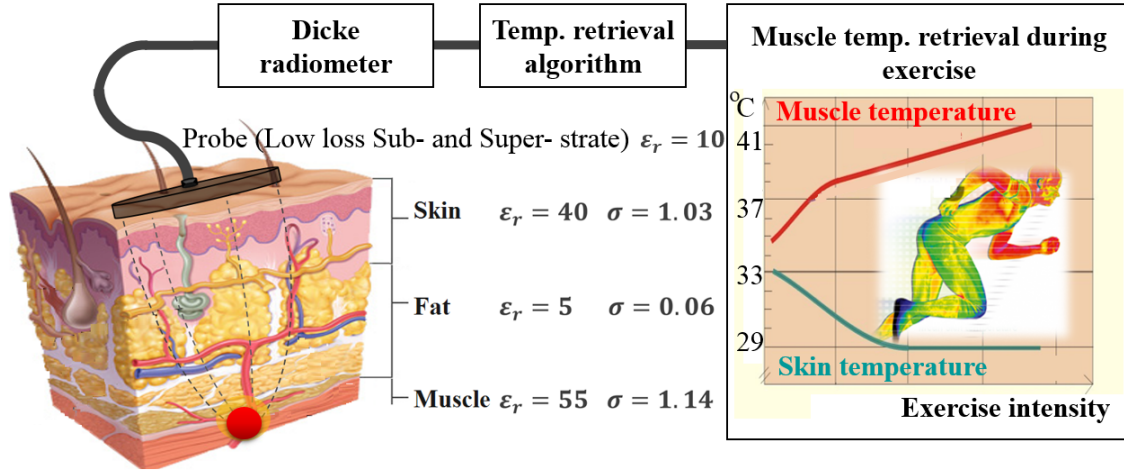 Dicke
radiometer
Temp. retrieval
algorithm
Muscle temp. retrieval during
exercise
Probe (Low loss Sub- and Super- strate) εr = 10
Skin εr = 40 σ = 1.03
Fat εr = 5 σ = 0.06
Muscle εr = 55 σ = 1.14
°C
Muscle temperature
41
37
33
29
Skin temperature
Exercise intensity